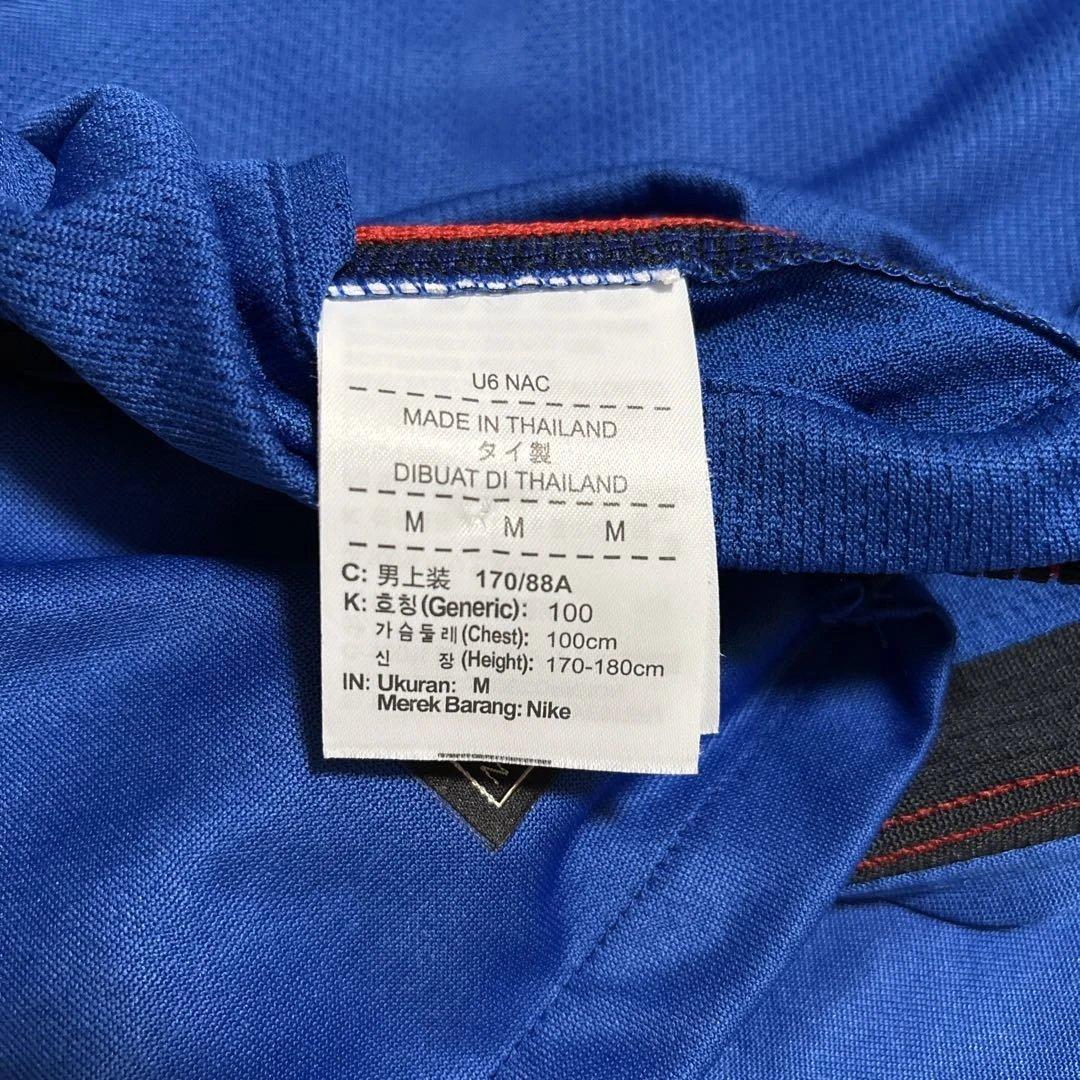 U6 NAC
MADE IN THAILAND
タイ製
DIBUAT DI THAILAND
M M M
C: 男上装 170/88A
K: 호칭(Generic): 100
가슴둘레(Chest): 100cm
신 장(Height): 170-180cm
IN: Ukuran: M
Merek Barang: Nike